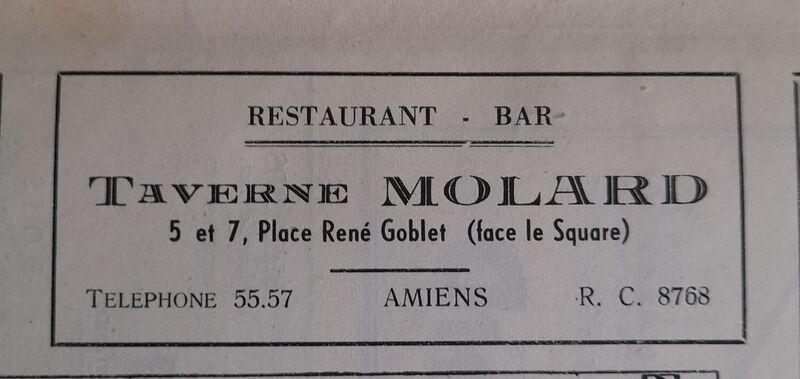 RESTAURANT - BAR
TAVERNE MOLARD
5 et 7, Place René Goblet (face le Square)
TELEPHONE 55.57 AMIENS R. C. 8768